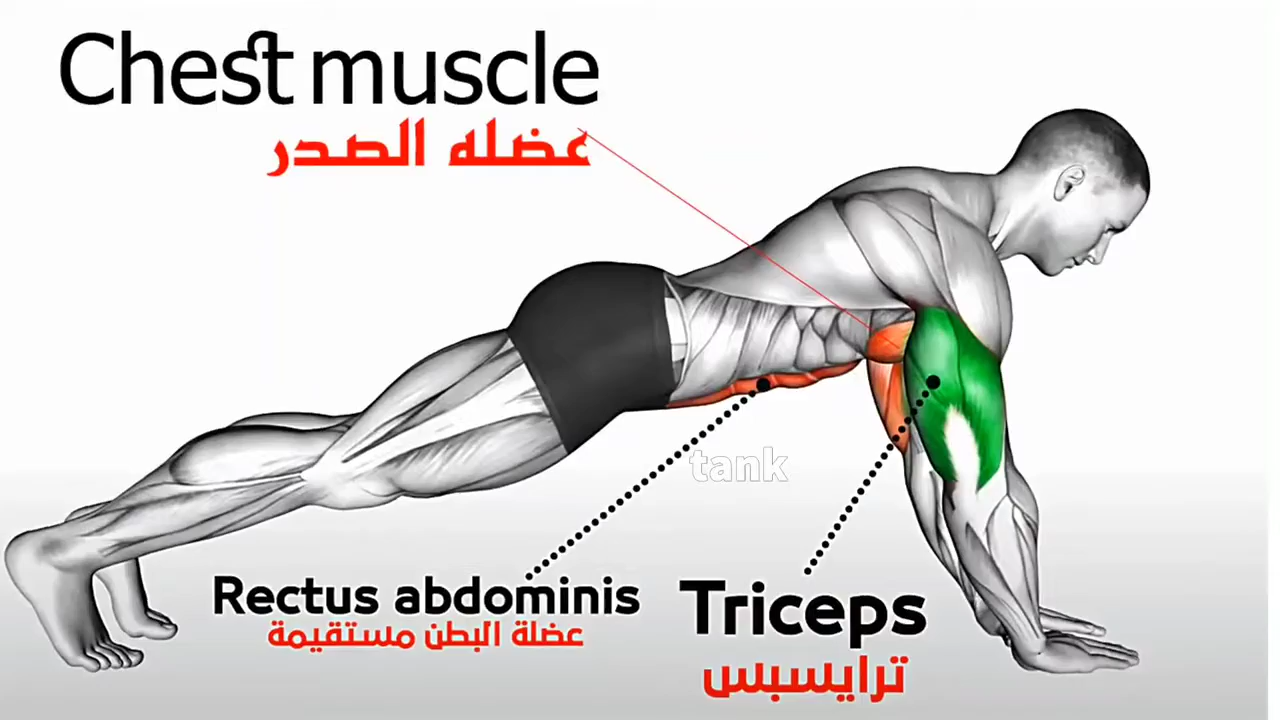 Chest muscle
عضله الصدر
tank
Rectus abdominis
عضلة البطن مستقيمة
Triceps
ترايسبس